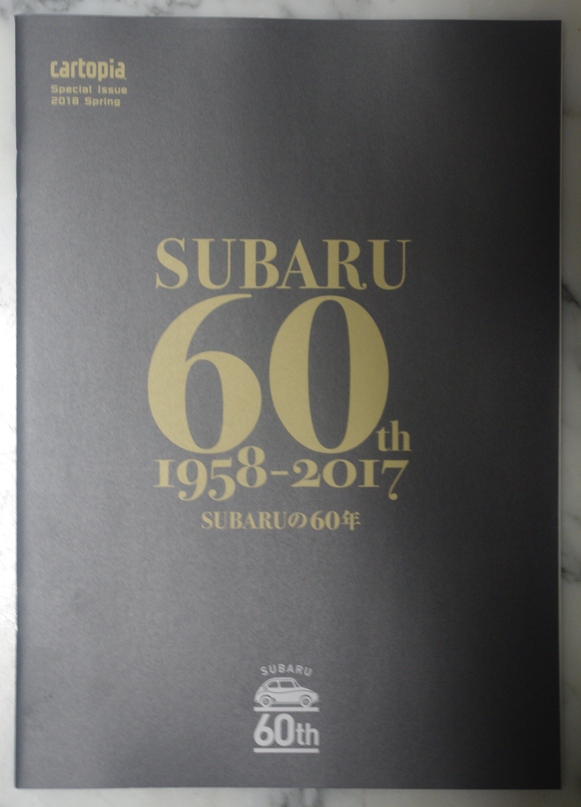 cartopia
Special Issue
2018 Spring
SUBARU
60th
1958-2017
SUBARUの60年
SUBARU
60th